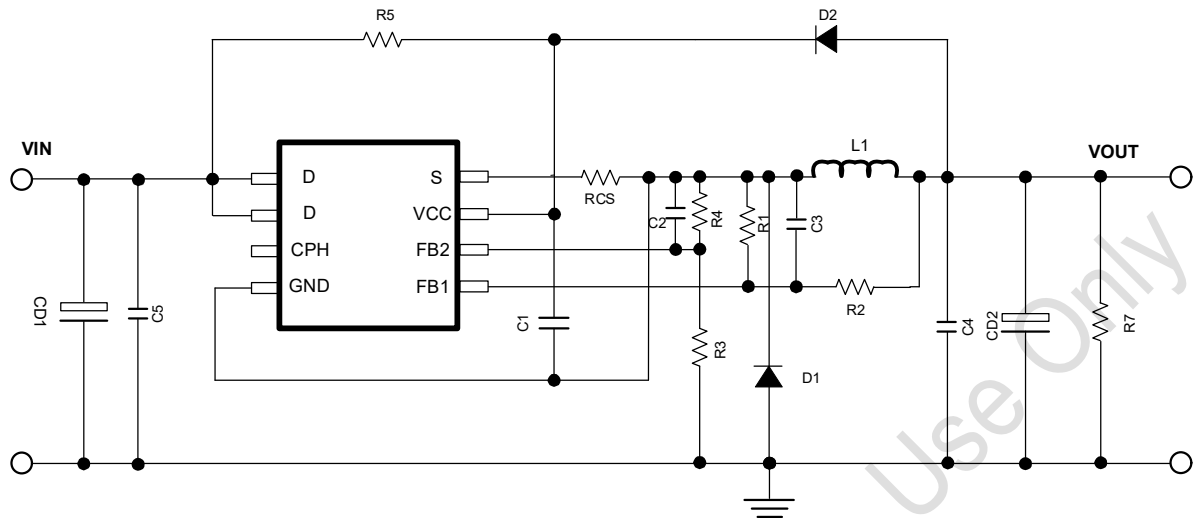 R5
D2
VIN
L1
VOUT
D
S
RCS
D
VCC
C2
R4
R1
C3
CPH
FB2
GND
FB1
R2
CD1
C5
C1
R3
D1
C4
CD2
R7
Use Only